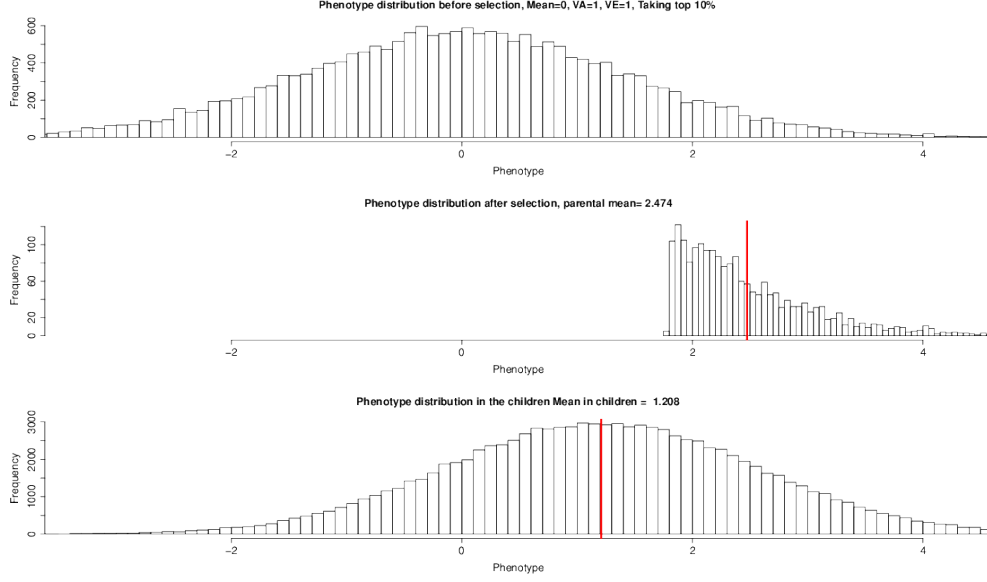 Phenotype distribution before selection, Mean=0, VA=1, VE=1, Taking top 10%
Frequency
0 200 400 600
−2 0 2 4
Phenotype
Phenotype distribution after selection, parental mean= 2.474
Frequency
0 20 60 100
−2 0 2 4
Phenotype
Phenotype distribution in the children Mean in children = 1.208
Frequency
0 1000 2000 3000
−2 0 2 4
Phenotype